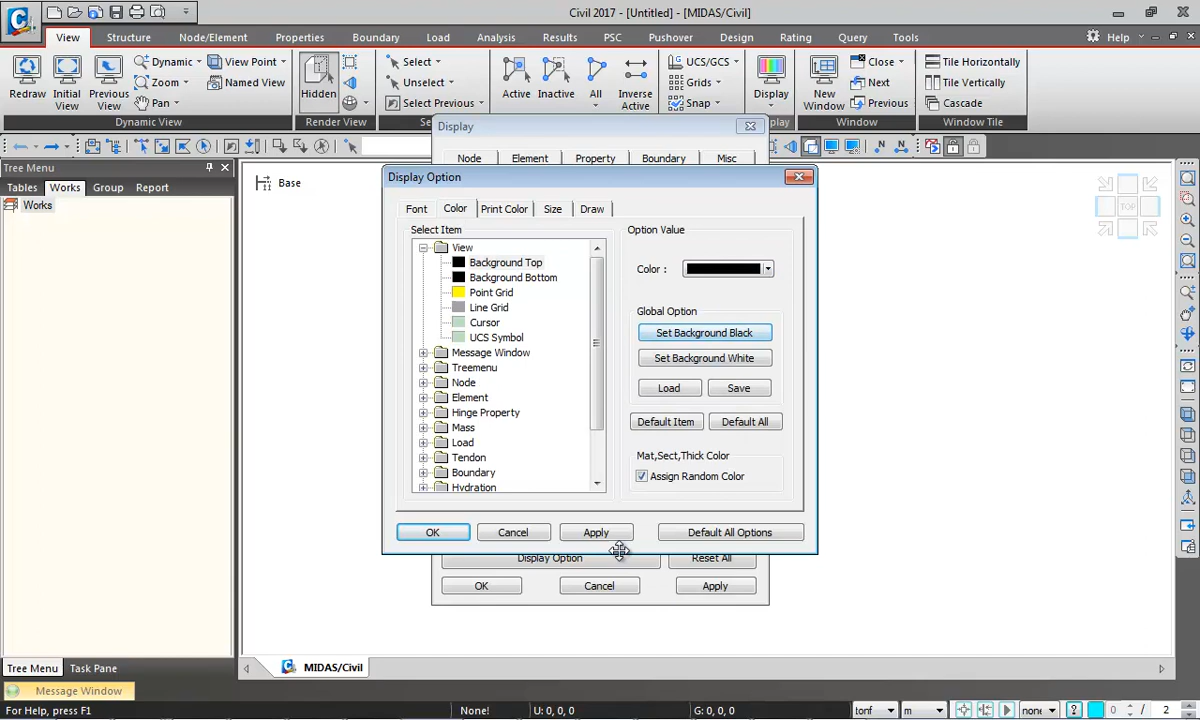 Civil 2017 - [Untitled] - [MIDAS/Civil]
View Structure Node/Element Properties Boundary Load Analysis Results PSC Pushover Design Rating Query Tools Help
Redraw
Initial View
Previous View
Dynamic
Zoom
Pan
View Point
Named View
Dynamic View
Hidden
Render View
Select
Unselect
Select Previous
Active
Inactive
All
Inverse Active
UCS/GCS
Grids
Snap
Display
New Window
Close
Next
Previous
Window
Tile Horizontally
Tile Vertically
Cascade
Window Tile
Tree Menu
Tables Works Group Report
Works
Base
TOP
Display
Node Element Property Boundary Misc
Display Option
Font Color Print Color Size Draw
Select Item
View
Background Top
Background Bottom
Point Grid
Line Grid
Cursor
UCS Symbol
Message Window
Treemenu
Node
Element
Hinge Property
Mass
Load
Tendon
Boundary
Hydration
Option Value
Color :
Global Option
Set Background Black
Set Background White
Load Save
Default Item Default All
Mat,Sect,Thick Color
Assign Random Color
OK Cancel Apply Default All Options
Display Option Reset All
OK Cancel Apply
Tree Menu Task Pane
MIDAS/Civil
Message Window
For Help, press F1
None!
U: 0, 0, 0
G: 0, 0, 0
tonf
m
none
0 / 2